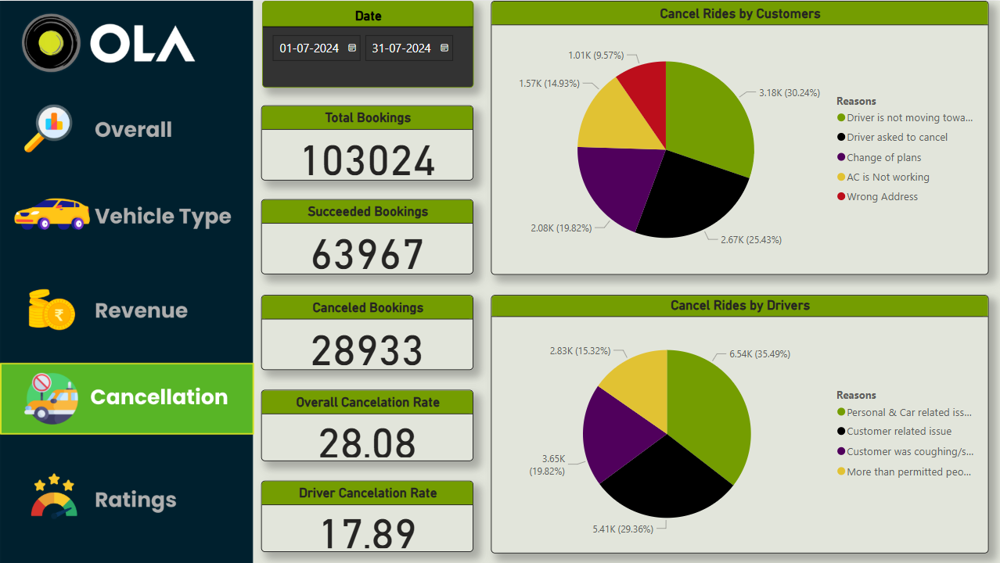 OLA
Overall
Vehicle Type
Revenue
Cancellation
Ratings
Date
01-07-2024 31-07-2024
Total Bookings
103024
Succeeded Bookings
63967
Canceled Bookings
28933
Overall Cancelation Rate
28.08
Driver Cancelation Rate
17.89
Cancel Rides by Customers
1.01K (9.57%)
1.57K (14.93%)
3.18K (30.24%)
2.08K (19.82%)
2.67K (25.43%)
Reasons
Driver is not moving towa...
Driver asked to cancel
Change of plans
AC is Not working
Wrong Address
Cancel Rides by Drivers
2.83K (15.32%)
6.54K (35.49%)
3.65K
(19.82%)
5.41K (29.36%)
Reasons
Personal & Car related iss...
Customer related issue
Customer was coughing/s...
More than permitted peo...